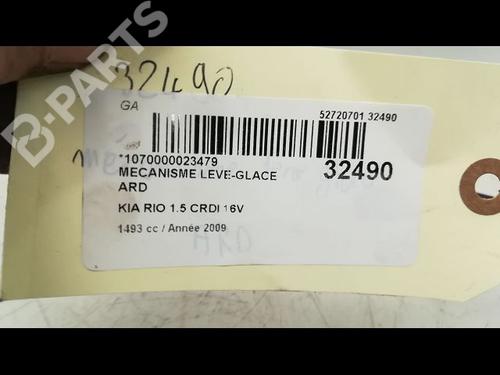 B-PARTS
32490
GA
52720701 32490
*1070000023479
32490
MECANISME LEVE-GLACE
ARD
KIA RIO 1.5 CRDI 16V
1493 cc / Année 2009